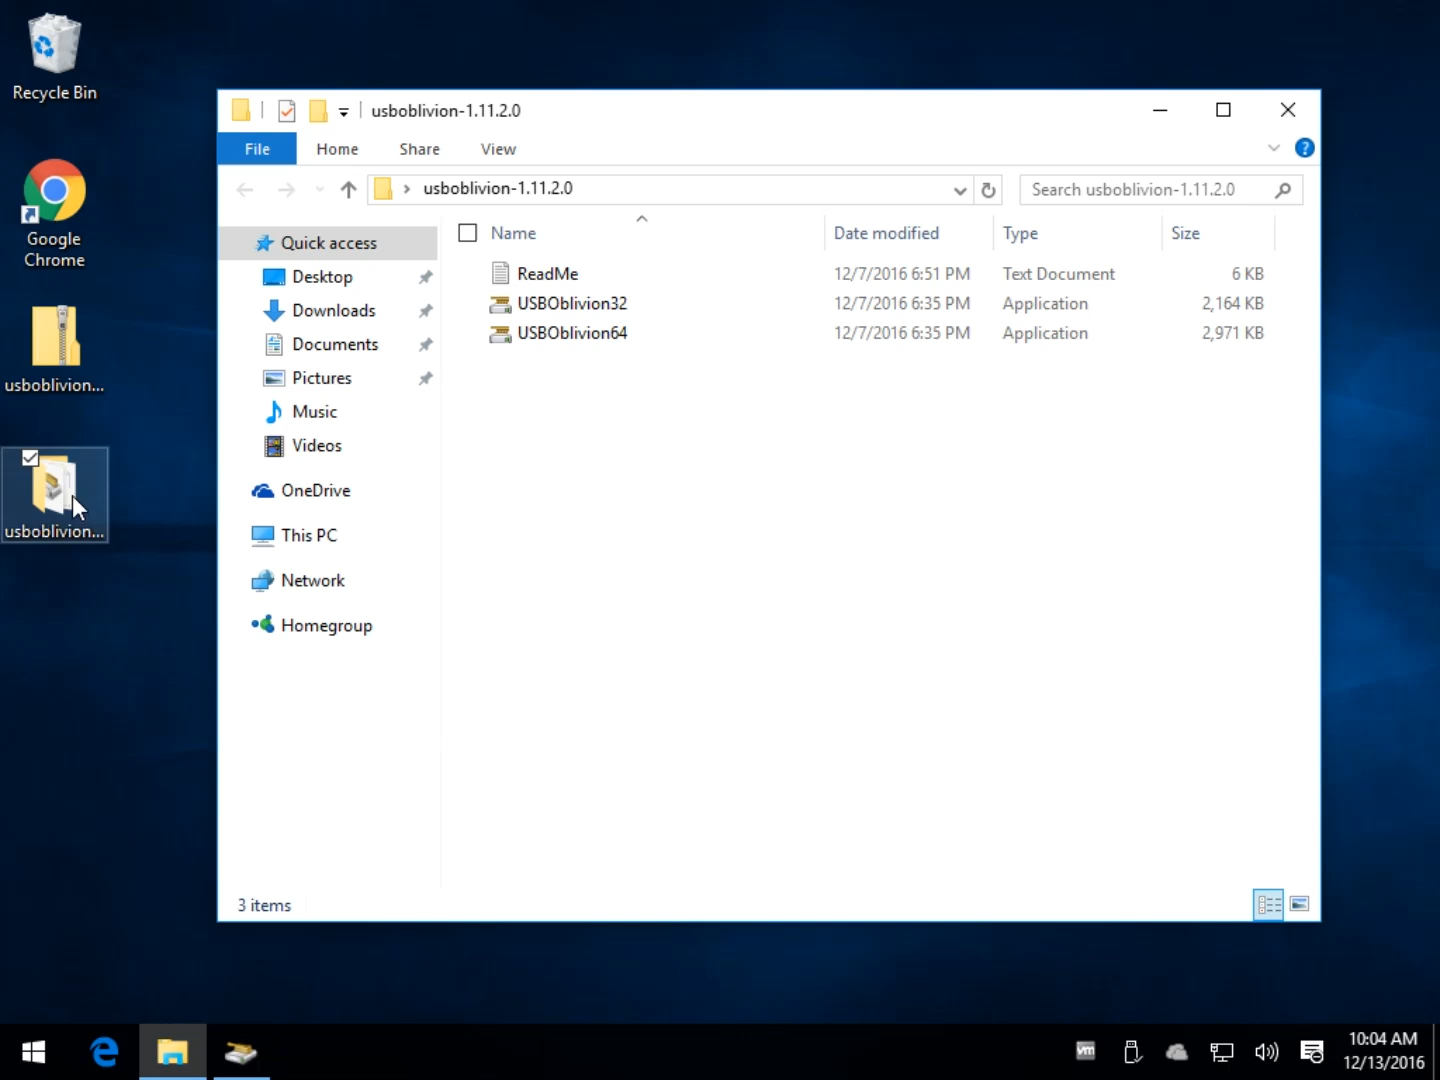 Recycle Bin
Google
Chrome
usboblivion...
usboblivion...
usboblivion-1.11.2.0
File Home Share View
?
usboblivion-1.11.2.0
Search usboblivion-1.11.2.0
Quick access
Desktop
Downloads
Documents
Pictures
Music
Videos
OneDrive
This PC
Network
Homegroup
Name Date modified Type Size
ReadMe 12/7/2016 6:51 PM Text Document 6 KB
USBOblivion32 12/7/2016 6:35 PM Application 2,164 KB
USBOblivion64 12/7/2016 6:35 PM Application 2,971 KB
3 items
vm
10:04 AM
12/13/2016